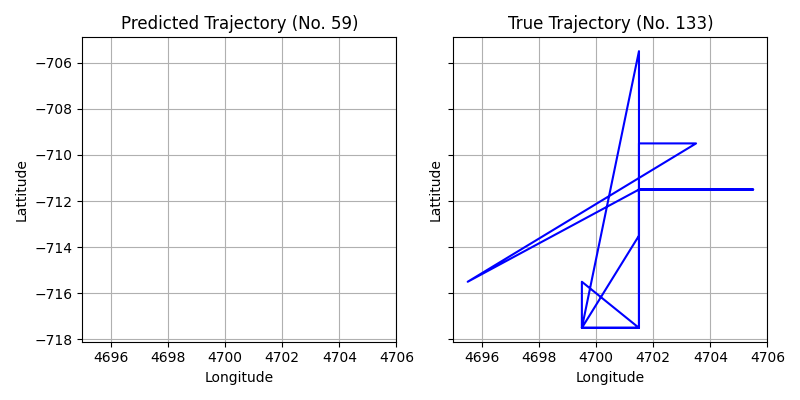 Predicted Trajectory (No. 59)
True Trajectory (No. 133)
−706
−708
−710
−712
−714
−716
−718
Lattitude
Lattitude
4696 4698 4700 4702 4704 4706
4696 4698 4700 4702 4704 4706
Longitude
Longitude